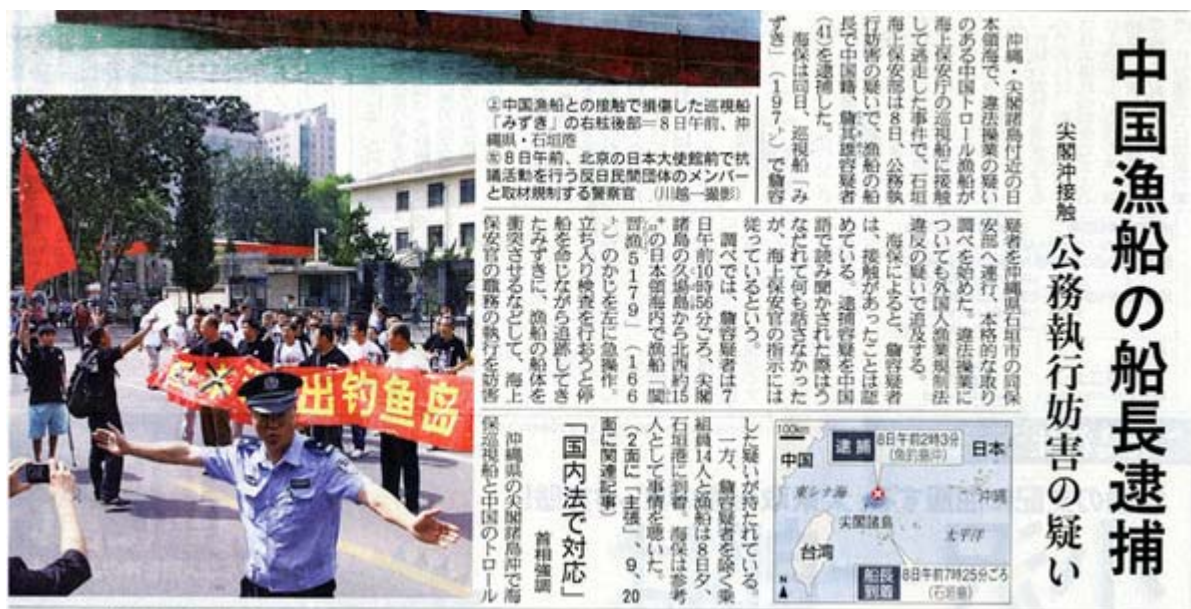 中国漁船の船長逮捕
尖閣沖接触 公務執行妨害の疑い
沖縄・尖閣諸島付近の日
本領海で、違法操業の疑い
のある中国トロール漁船が
海上保安庁の巡視船に接触
して逃走した事件で、石垣
海上保安部は8日、公務執
行妨害の疑いで、漁船の船
長で中国籍、詹其雄容疑者
(41)を逮捕した。
海保は同日、巡視船「み
ずき」(197㌧)で詹容
疑者を沖縄県石垣市の同保
安部へ連行、本格的な取り
調べを始めた。違法操業に
ついても外国人漁業規制法
違反の疑いで追及する。
海保によると、詹容疑者
は、接触があったことは認
めている。逮捕容疑を中国
語で読み聞かされた際はう
なだれて何も話さなかった
が、海上保安官の指示には
従っているという。
調べでは、詹容疑者は7
日午前10時56分ごろ、尖閣
諸島の久場島から北西約15
㌔の日本領海内で漁船「閩
晋漁5179」(166
㌧)のかじを左に急操作。
立ち入り検査を行おうと停
船を命じながら追跡してき
たみずきに、漁船の船体を
衝突させるなどして、海上
保安官の職務の執行を妨害
した疑いが持たれている。
一方、詹容疑者を除く乗
組員14人と漁船は8日夕、
石垣港に到着、海保は参考
人として事情を聴いた。
(2面に「主張」、9、20
面に関連記事)
「国内法で対応」
首相強調
沖縄県の尖閣諸島沖で海
保巡視船と中国のトロール
㊤中国漁船との接触で損傷した巡視船
「みずき」の右舷後部=8日午前、沖
縄県・石垣港
㊨8日午前、北京の日本大使館前で抗
議活動を行う反日民間団体のメンバー
と取材規制する警察官 (川越一撮影)
出钓鱼岛
100km
逮捕
8日午前2時3分
(魚釣島沖)
日本
中国
東シナ海
沖縄
尖閣諸島
太平洋
台湾
船長到着
8日午前7時25分ごろ
(石垣島)
N